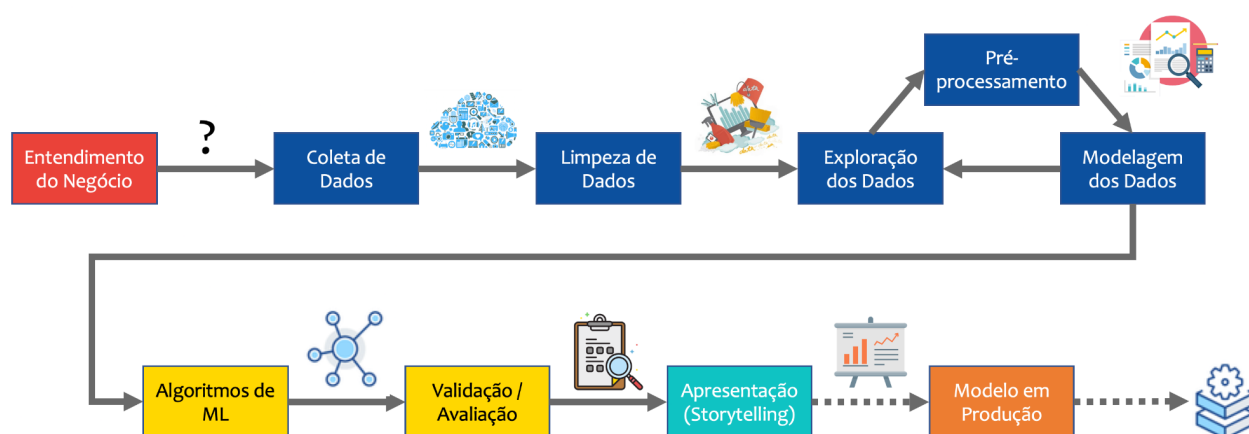 Pré-
processamento
?
Entendimento
do Negócio
Coleta de
Dados
Limpeza de
Dados
Exploração
dos Dados
Modelagem
dos Dados
Algoritmos de
ML
Validação /
Avaliação
Apresentação
(Storytelling)
Modelo em
Produção